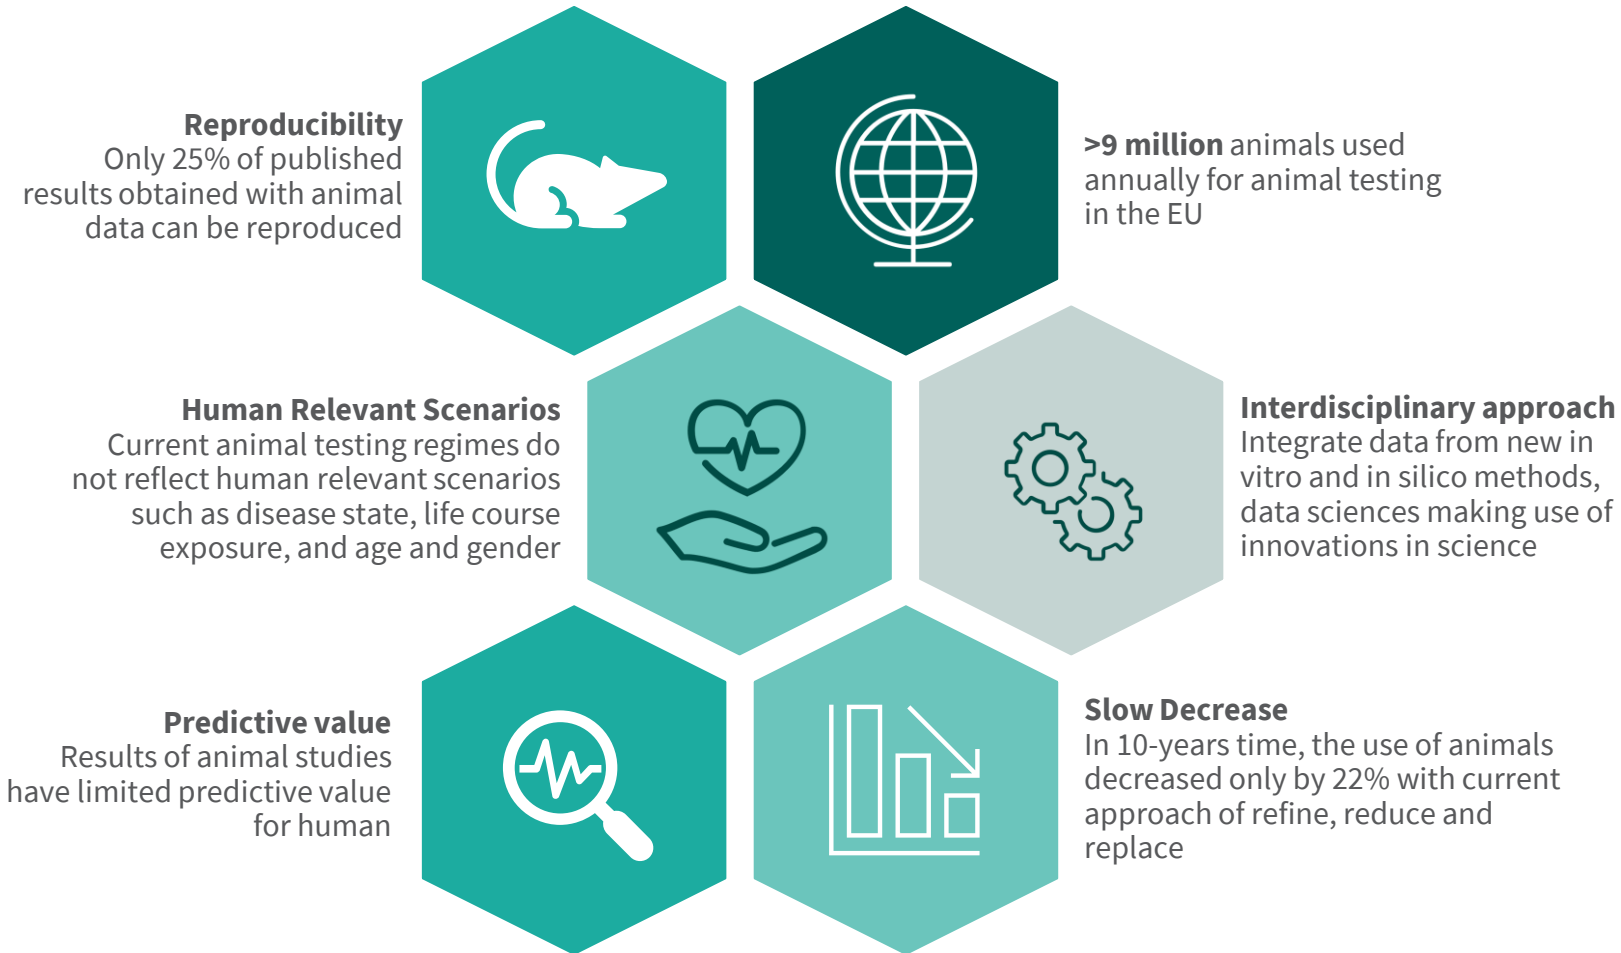 Reproducibility
Only 25% of published
results obtained with animal
data can be reproduced
>9 million animals used
annually for animal testing
in the EU
Human Relevant Scenarios
Current animal testing regimes do
not reflect human relevant scenarios
such as disease state, life course
exposure, and age and gender
Interdisciplinary approach
Integrate data from new in
vitro and in silico methods,
data sciences making use of
innovations in science
Predictive value
Results of animal studies
have limited predictive value
for human
Slow Decrease
In 10-years time, the use of animals
decreased only by 22% with current
approach of refine, reduce and
replace